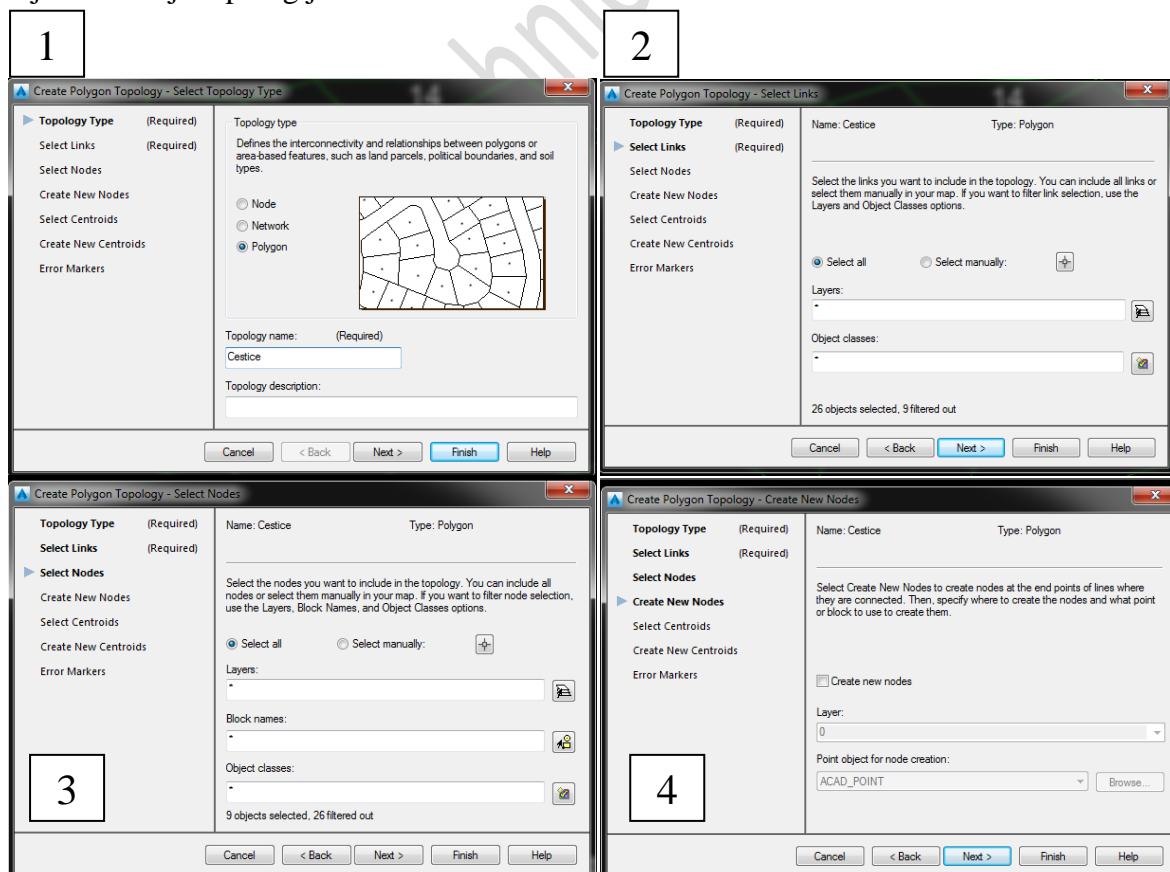 1
2
Create Polygon Topology - Select Topology Type
Topology Type (Required)
Select Links (Required)
Select Nodes
Create New Nodes
Select Centroids
Create New Centroids
Error Markers
Topology type
Defines the interconnectivity and relationships between polygons or
area-based features, such as land parcels, political boundaries, and soil
types.
Node
Network
Polygon
Topology name: (Required)
Cestice
Topology description:
Cancel < Back Next > Finish Help
Create Polygon Topology - Select Links
14
Topology Type (Required)
Select Links (Required)
Select Nodes
Create New Nodes
Select Centroids
Create New Centroids
Error Markers
Name: Cestice Type: Polygon
Select the links you want to include in the topology. You can include all links or
select them manually in your map. If you want to filter link selection, use the
Layers and Object Classes options.
Select all Select manually:
Layers:
*
Object classes:
*
26 objects selected, 9 filtered out
Cancel < Back Next > Finish Help
Create Polygon Topology - Select Nodes
Topology Type (Required)
Select Links (Required)
Select Nodes
Create New Nodes
Select Centroids
Create New Centroids
Error Markers
Name: Cestice Type: Polygon
Select the nodes you want to include in the topology. You can include all
nodes or select them manually in your map. If you want to filter node selection,
use the Layers, Block Names, and Object Classes options.
Select all Select manually:
Layers:
*
Block names:
*
Object classes:
*
9 objects selected, 26 filtered out
3
Cancel < Back Next > Finish Help
Create Polygon Topology - Create New Nodes
Topology Type (Required)
Select Links (Required)
Select Nodes
Create New Nodes
Select Centroids
Create New Centroids
Error Markers
Name: Cestice Type: Polygon
Select Create New Nodes to create nodes at the end points of lines where
they are connected. Then, specify where to create the nodes and what point
or block to use to create them.
Create new nodes
Layer:
0
Point object for node creation:
ACAD_POINT Browse...
4
Cancel < Back Next > Finish Help